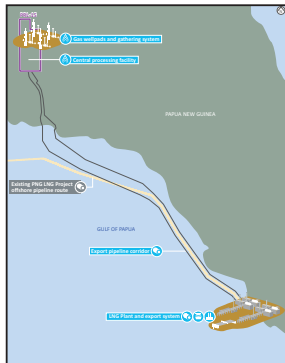 Gas wellpads and gathering system
Central processing facility
PAPUA NEW GUINEA
Existing PNG LNG Project
offshore pipeline route
GULF OF PAPUA
Export pipeline corridor
LNG Plant and export system